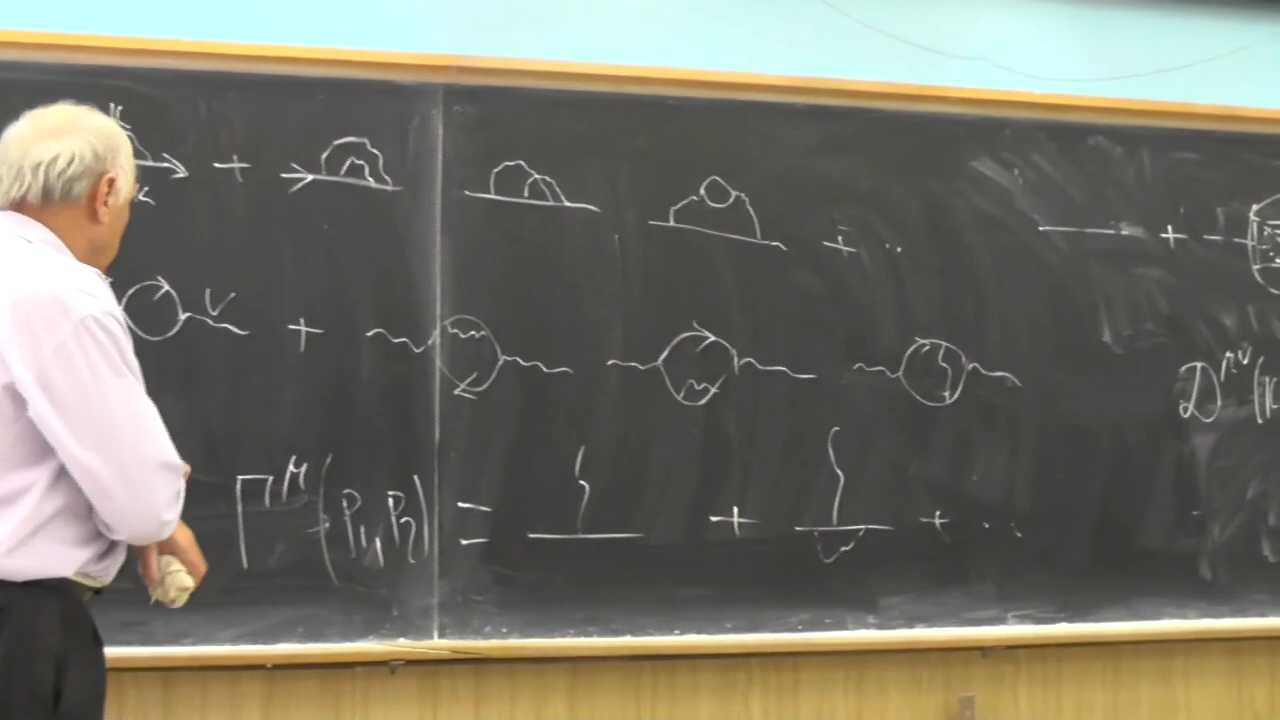 K + + ... +
K
ν +
D^{μν}(K
Γ^μ(P₁, P₂) = + + ...